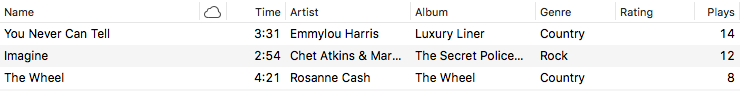 Name Time Artist Album Genre Rating Plays
You Never Can Tell 3:31 Emmylou Harris Luxury Liner Country 14
Imagine 2:54 Chet Atkins & Mar... The Secret Police... Rock 12
The Wheel 4:21 Rosanne Cash The Wheel Country 8